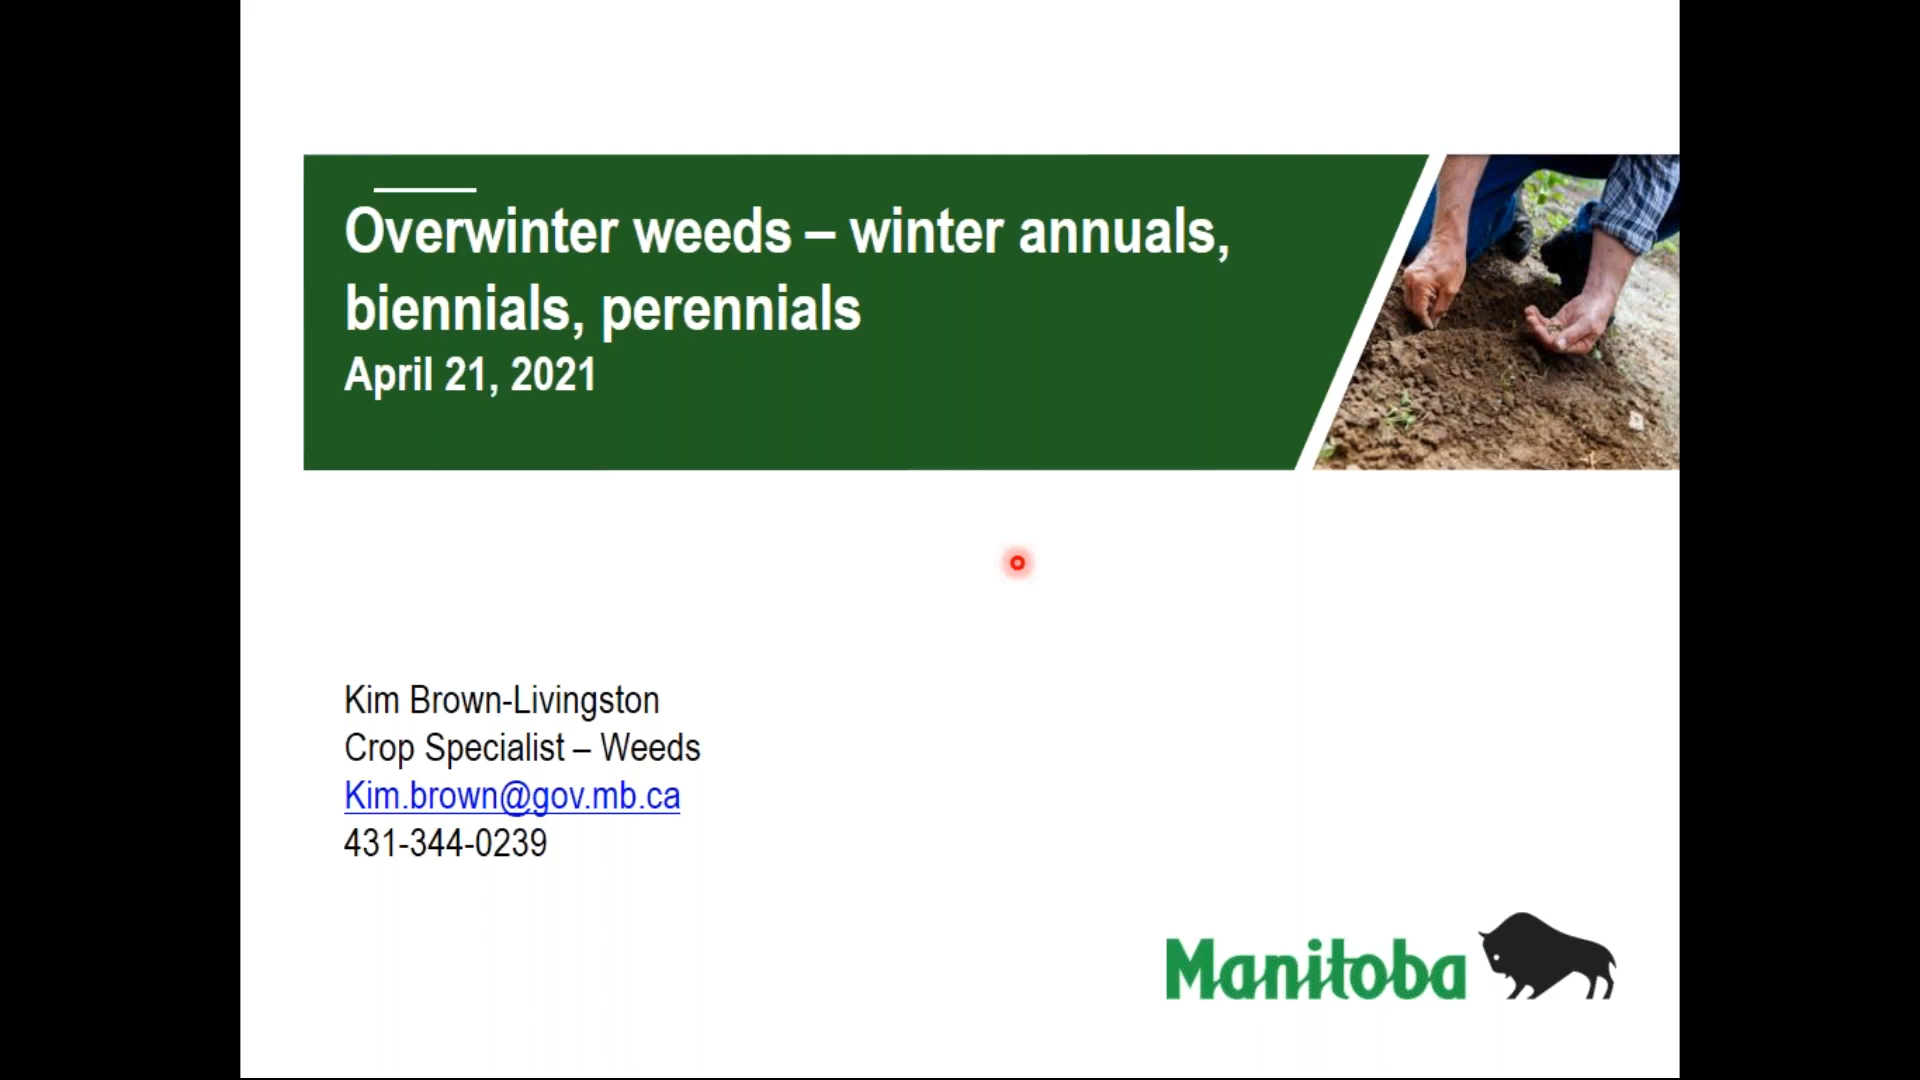 Overwinter weeds – winter annuals,
biennials, perennials
April 21, 2021
Kim Brown-Livingston
Crop Specialist – Weeds
Kim.brown@gov.mb.ca
431-344-0239
Manitoba